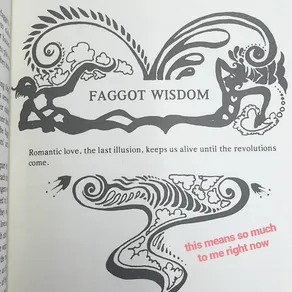 FAGGOT WISDOM
Romantic love, the last illusion, keeps us alive until the revolutions
come.
this means so much
to me right now